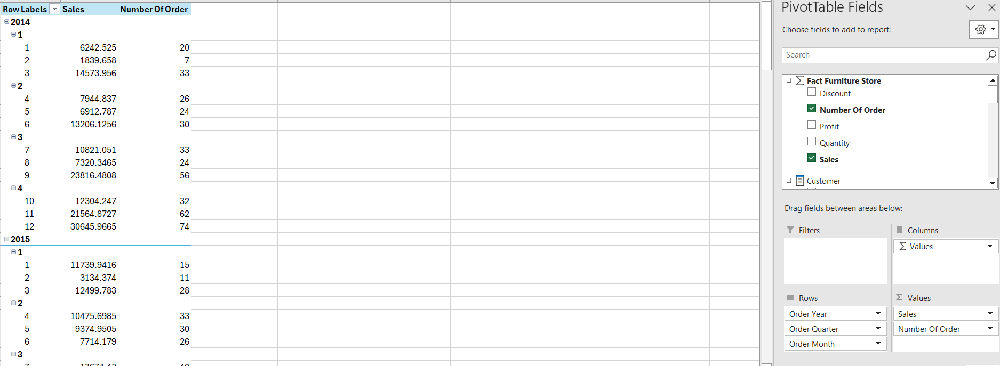 Row Labels Sales Number Of Order
2014
1
1 6242.525 20
2 1839.658 7
3 14573.956 33
2
4 7944.837 26
5 6912.787 24
6 13206.1256 30
3
7 10821.051 33
8 7320.3465 24
9 23816.4808 56
4
10 12304.247 32
11 21564.8727 62
12 30645.9665 74
2015
1
1 11739.9416 15
2 3134.374 11
3 12499.783 28
2
4 10475.6985 33
5 9374.9505 30
6 7714.179 26
3
PivotTable Fields
Choose fields to add to report:
Search
Σ Fact Furniture Store
Discount
Number Of Order
Profit
Quantity
Sales
Customer
Drag fields between areas below:
Filters
Columns
Σ Values
Rows
Order Year
Order Quarter
Order Month
Σ Values
Sales
Number Of Order